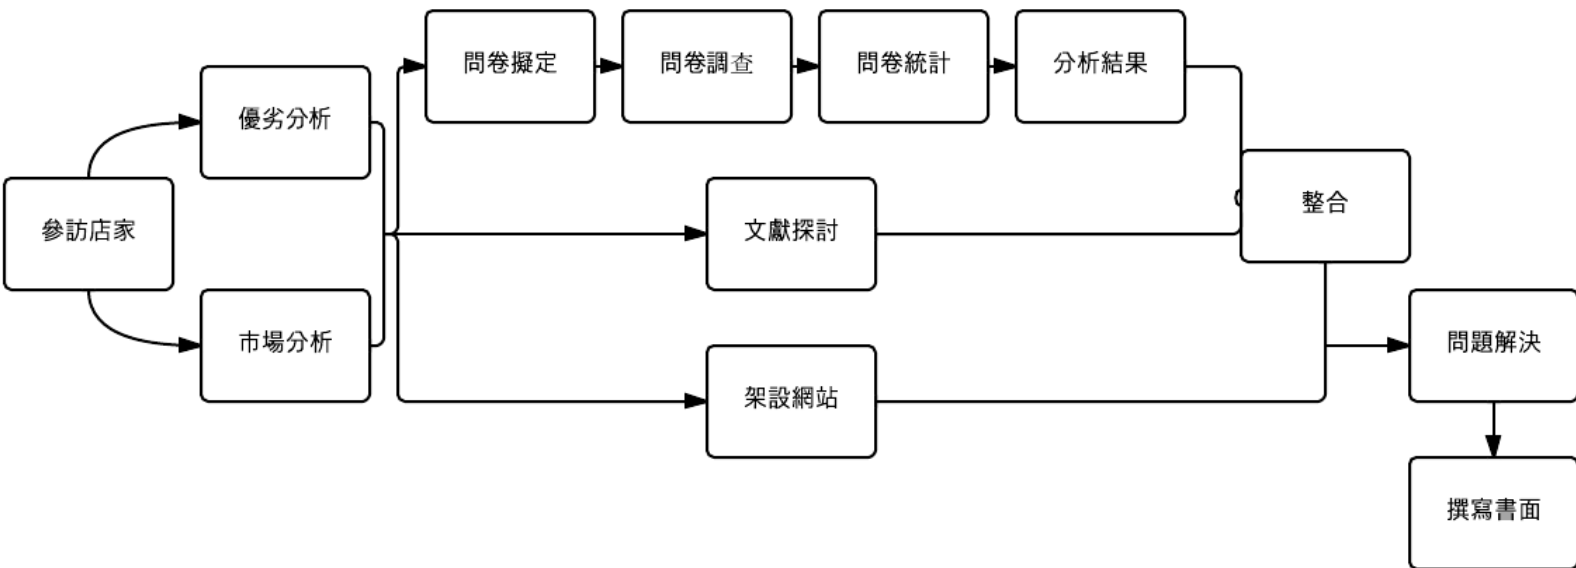 參訪店家
優劣分析
市場分析
問卷擬定
問卷調查
問卷統計
分析結果
文獻探討
架設網站
整合
問題解決
撰寫書面